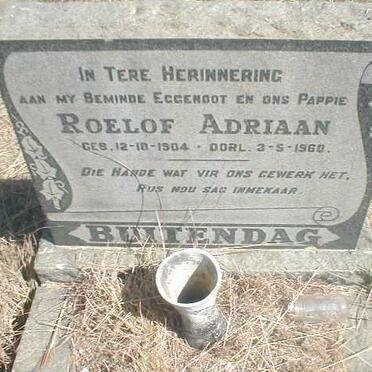 IN TERE HERINNERING
AAN MY BEMINDE EGGENOOT EN ONS PAPPIE
ROELOF ADRIAAN
GEB. 12-10-1904 - OORL. 3-5-1960.
DIE HANDE WAT VIR ONS GEWERK HET,
RUS NOU SAG INMEKAAR.
BUITENDAG